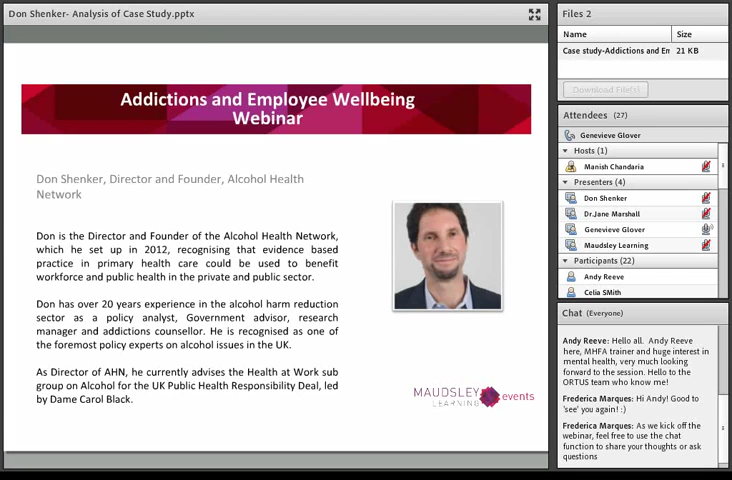 Don Shenker- Analysis of Case Study.pptx
Addictions and Employee Wellbeing
Webinar
Don Shenker, Director and Founder, Alcohol Health
Network
Don is the Director and Founder of the Alcohol Health Network,
which he set up in 2012, recognising that evidence based
practice in primary health care could be used to benefit
workforce and public health in the private and public sector.
Don has over 20 years experience in the alcohol harm reduction
sector as a policy analyst, Government advisor, research
manager and addictions counsellor. He is recognised as one of
the foremost policy experts on alcohol issues in the UK.
As Director of AHN, he currently advises the Health at Work sub
group on Alcohol for the UK Public Health Responsibility Deal, led
by Dame Carol Black.
MAUDSLEY
LEARNING events
Files 2
Name Size
Case study-Addictions and Em 21 KB
Download File(s)
Attendees (27)
Genevieve Glover
Hosts (1)
Manish Chandaria
Presenters (4)
Don Shenker
Dr.Jane Marshall
Genevieve Glover
Maudsley Learning
Participants (22)
Andy Reeve
Celia SMith
Chat (Everyone)
Andy Reeve: Hello all. Andy Reeve
here, MHFA trainer and huge interest in
mental health, very much looking
forward to the session. Hello to the
ORTUS team who know me!
Frederica Marques: Hi Andy! Good to
'see' you again! :)
Frederica Marques: As we kick off the
webinar, feel free to use the chat
function to share your thoughts or ask
questions